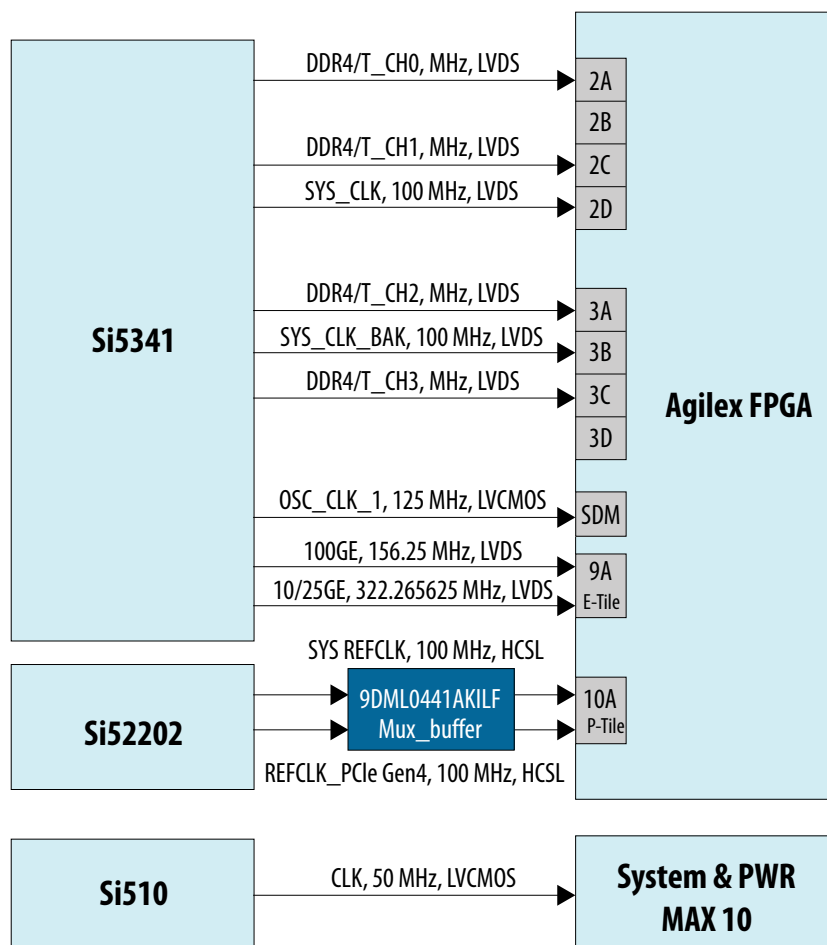 DDR4/T_CH0, MHz, LVDS
2A
2B
DDR4/T_CH1, MHz, LVDS
2C
SYS_CLK, 100 MHz, LVDS
2D
DDR4/T_CH2, MHz, LVDS
3A
Si5341
SYS_CLK_BAK, 100 MHz, LVDS
3B
DDR4/T_CH3, MHz, LVDS
3C
Agilex FPGA
3D
OSC_CLK_1, 125 MHz, LVCMOS
SDM
100GE, 156.25 MHz, LVDS
9A
10/25GE, 322.265625 MHz, LVDS
E-Tile
SYS REFCLK, 100 MHz, HCSL
Si52202
9DML0441AKILF
Mux_buffer
10A
P-Tile
REFCLK_PCIe Gen4, 100 MHz, HCSL
Si510
CLK, 50 MHz, LVCMOS
System & PWR
MAX 10